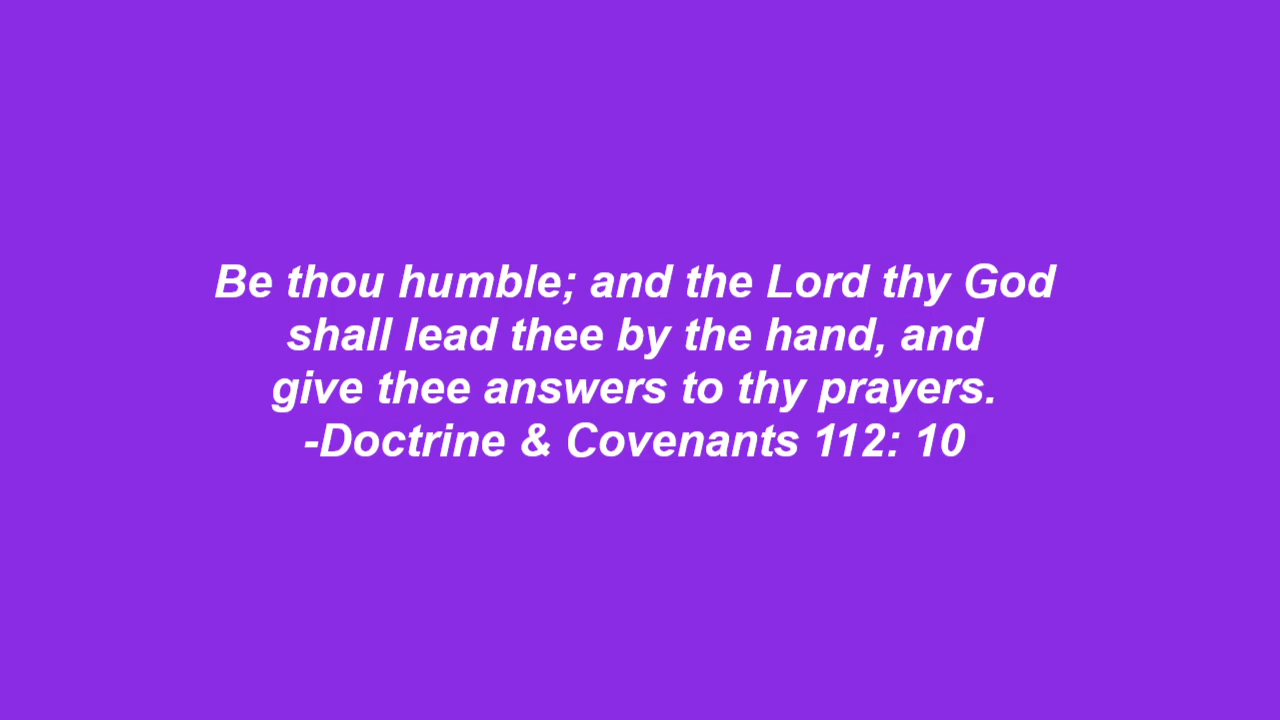 Be thou humble; and the Lord thy God
shall lead thee by the hand, and
give thee answers to thy prayers.
-Doctrine & Covenants 112: 10